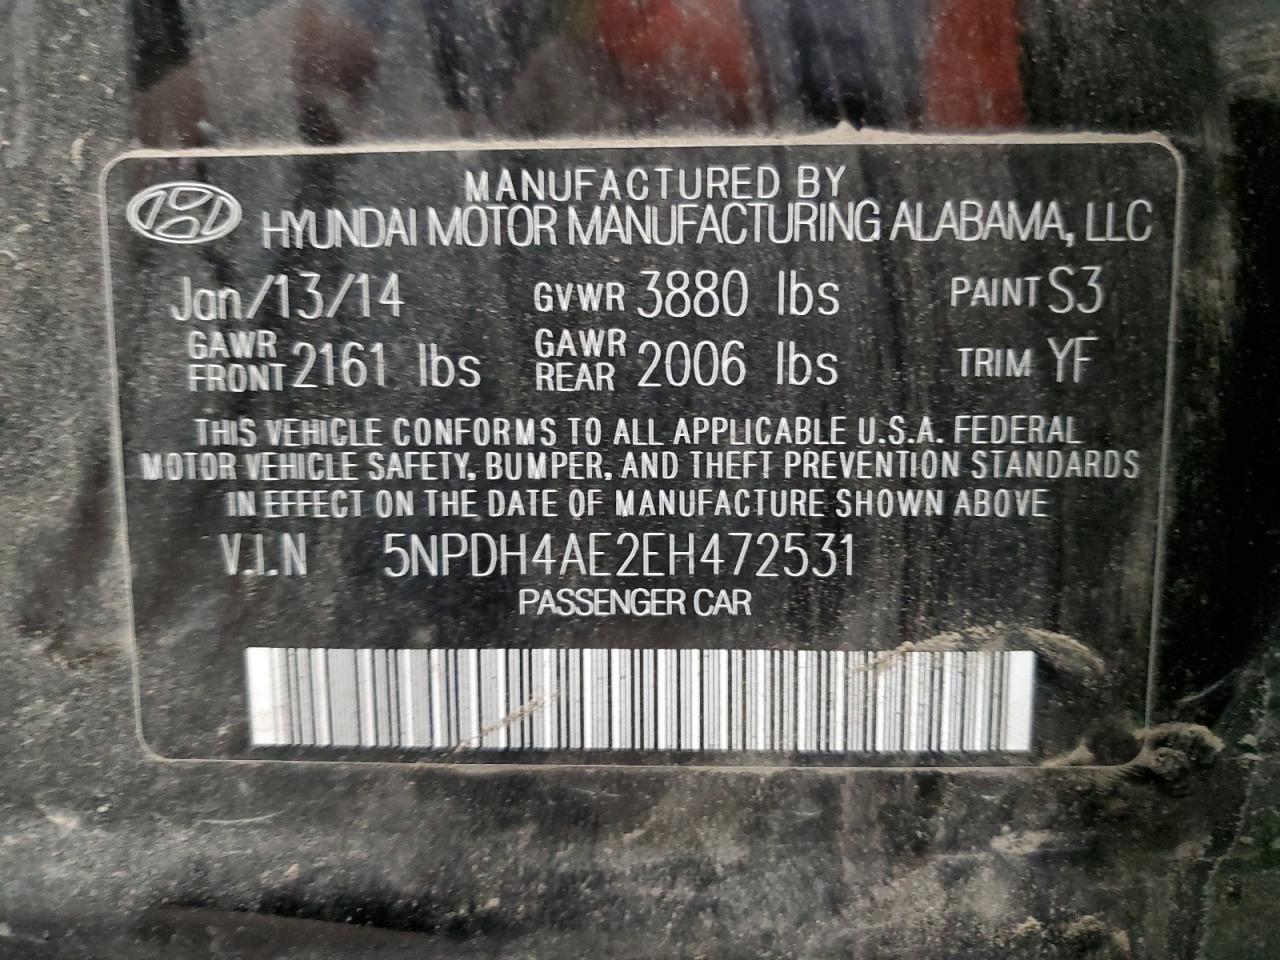 MANUFACTURED BY
HYUNDAI MOTOR MANUFACTURING ALABAMA, LLC
Jan/13/14 GVWR 3880 lbs PAINT S3
GAWR FRONT 2161 lbs GAWR REAR 2006 lbs TRIM YF
THIS VEHICLE CONFORMS TO ALL APPLICABLE U.S.A. FEDERAL
MOTOR VEHICLE SAFETY, BUMPER, AND THEFT PREVENTION STANDARDS
IN EFFECT ON THE DATE OF MANUFACTURE SHOWN ABOVE
V.I.N 5NPDH4AE2EH472531
PASSENGER CAR